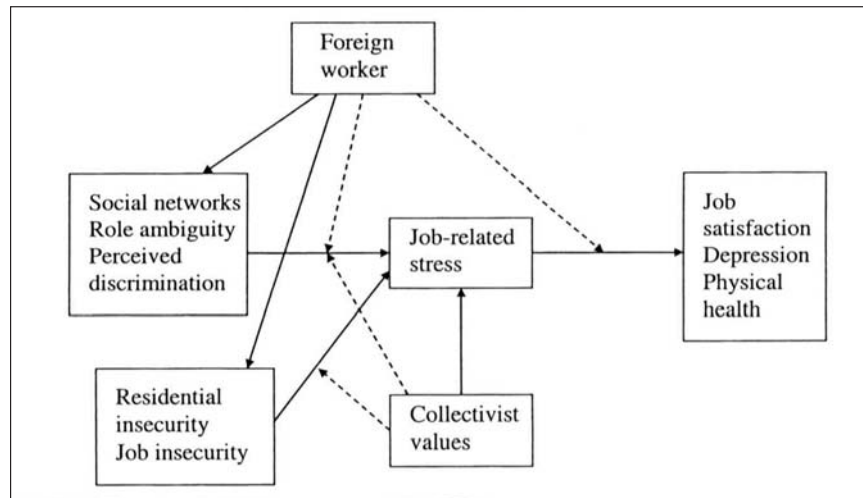 Foreign
worker
Social networks
Role ambiguity
Perceived
discrimination
Job-related
stress
Job
satisfaction
Depression
Physical
health
Residential
insecurity
Job insecurity
Collectivist
values